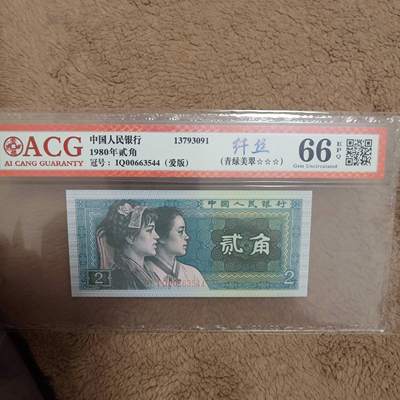 ACG
AI CANG GUARANTY
中国人民银行 13793091
1980年贰角
冠号：IQ00663544（爱版）
纤丝
（青绿美翠☆☆☆）
66 EPQ
Gem Uncirculated
中国人民银行
贰角
2 2